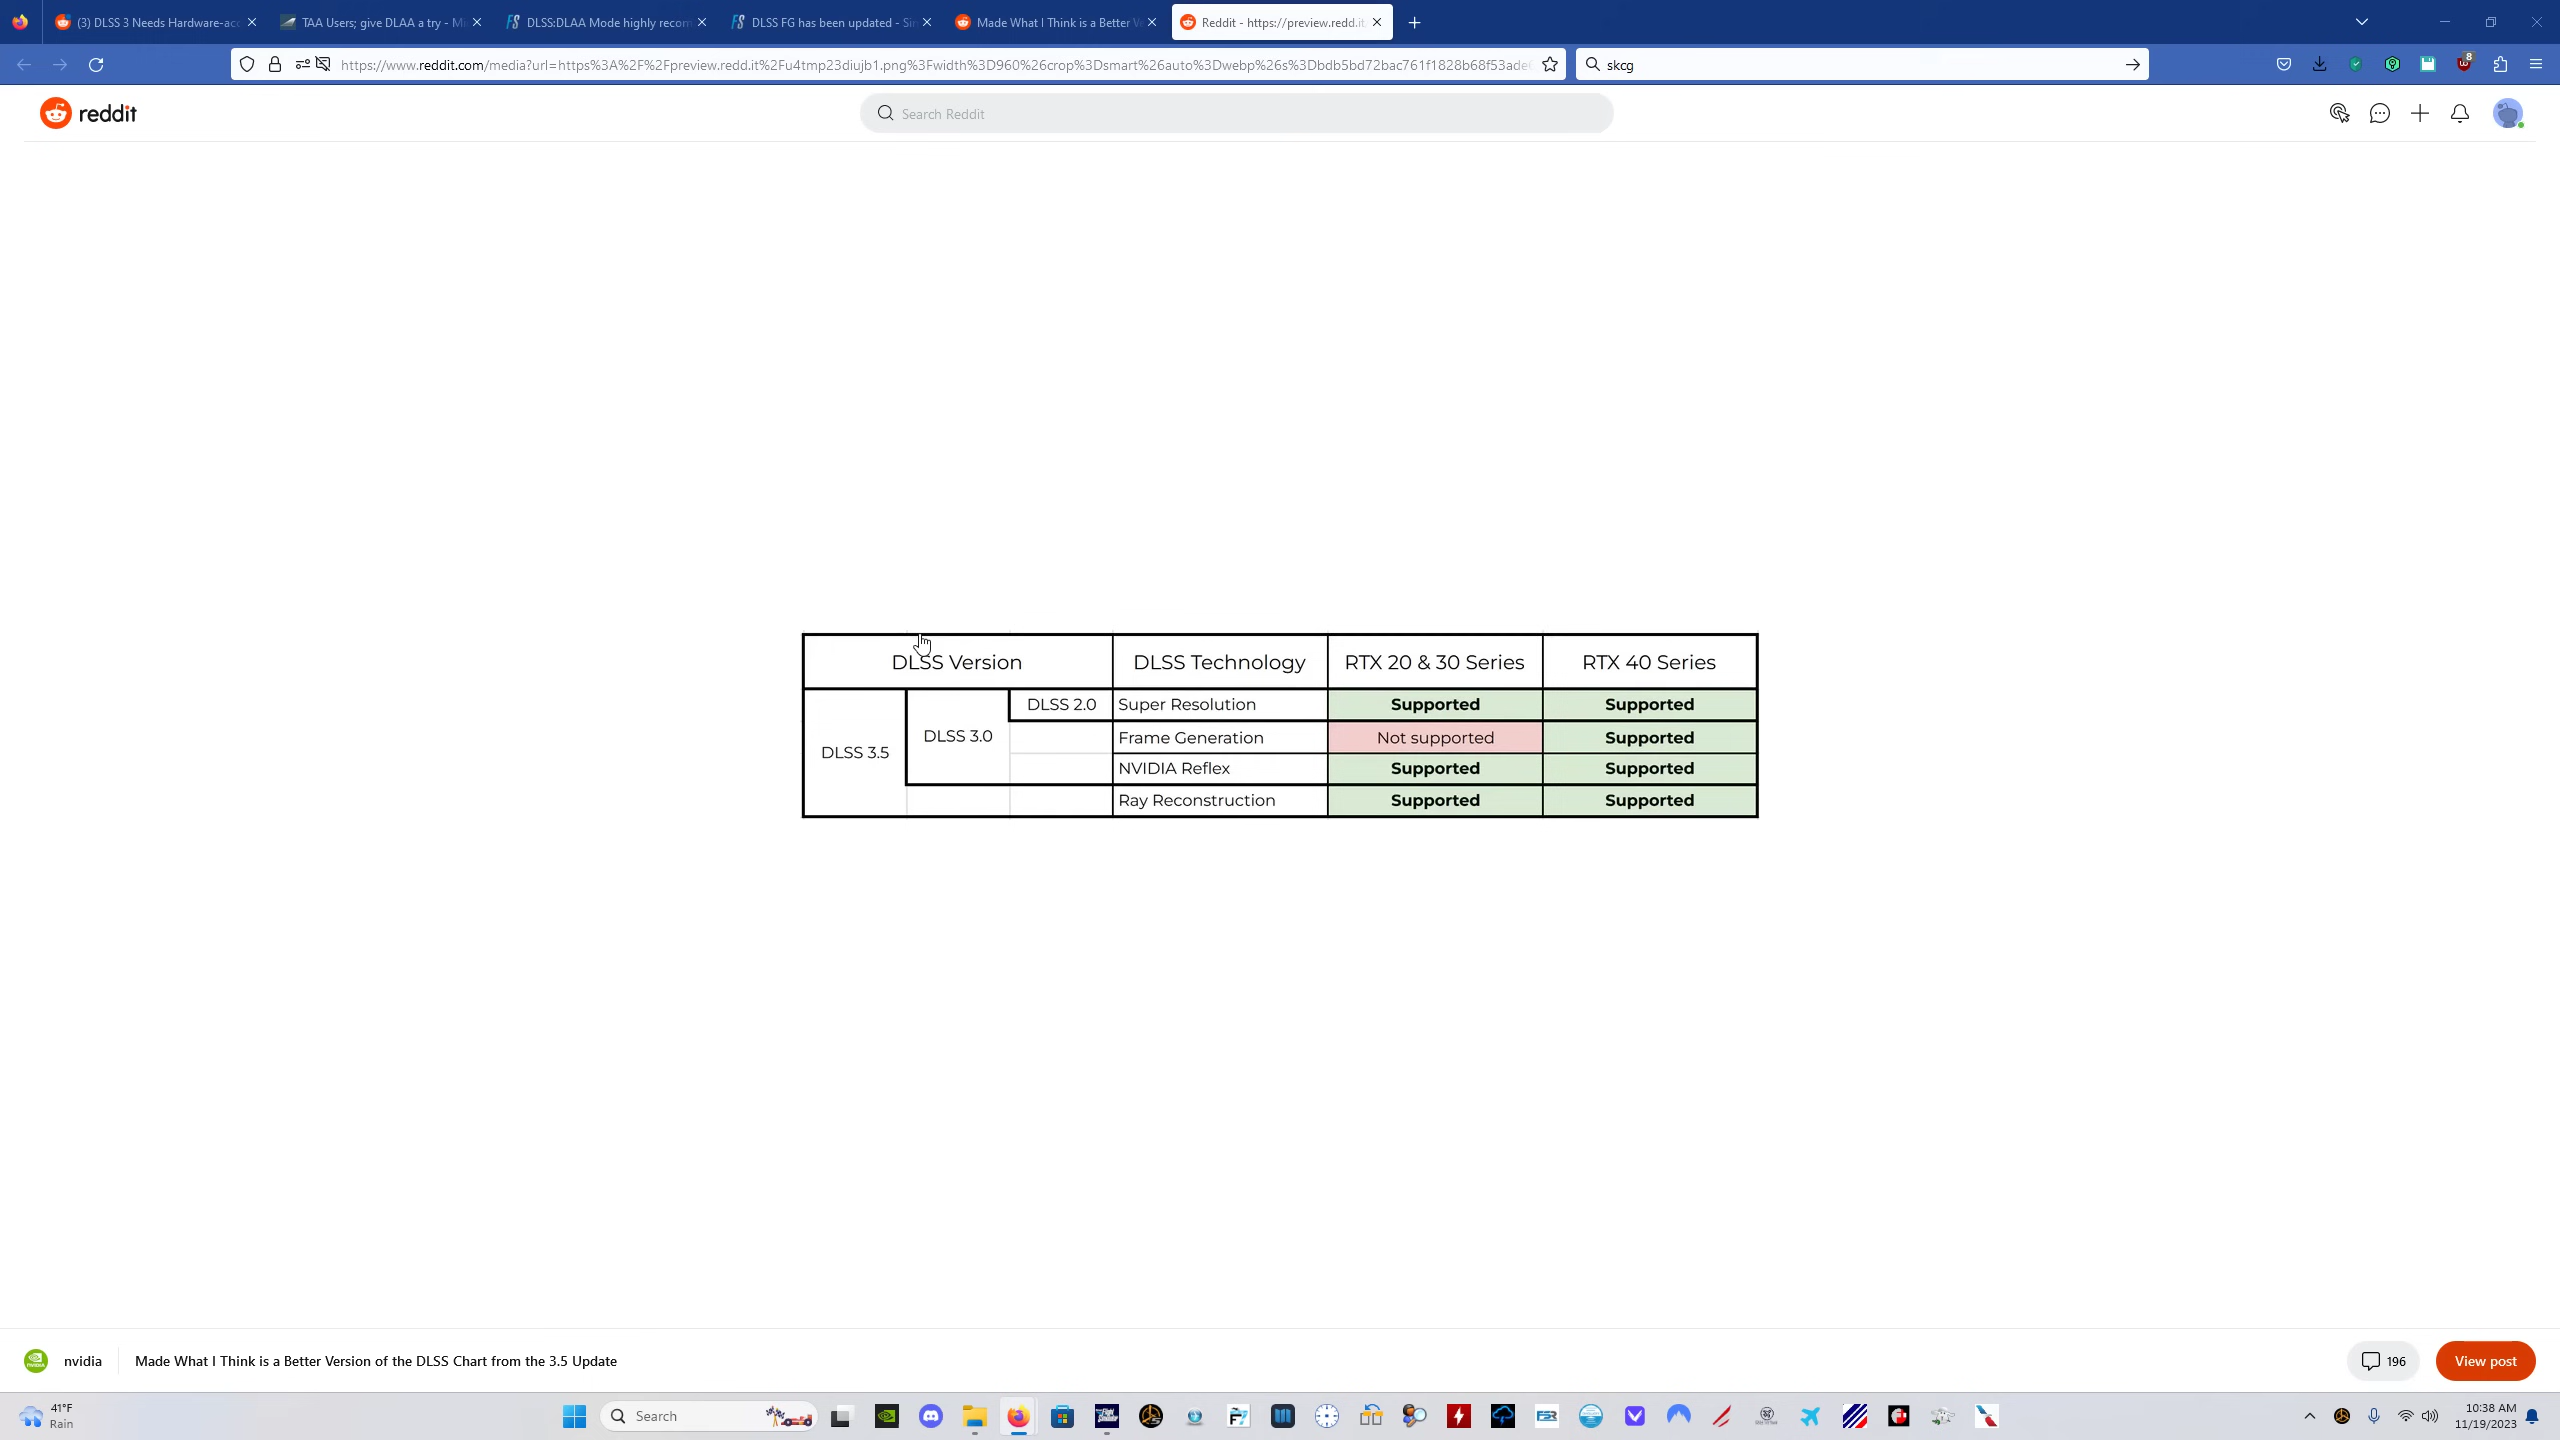 (3) DLSS 3 Needs Hardware-acc
TAA Users; give DLAA a try - Mi
DLSS:DLAA Mode highly recom
DLSS FG has been updated - Sim
Made What I Think is a Better Ve
Reddit - https://preview.redd.it
https://www.reddit.com/media?url=https%3A%2F%2Fpreview.redd.it%2Fu4tmp23diujb1.png%3Fwidth%3D960%26crop%3Dsmart%26auto%3Dwebp%26s%3Dbdb5bd72bac761f1828b68f53ade
skcg
8
reddit
Search Reddit
DLSS Version
DLSS Technology
RTX 20 & 30 Series
RTX 40 Series
DLSS 3.5
DLSS 3.0
DLSS 2.0
Super Resolution
Supported
Supported
Frame Generation
Not supported
Supported
NVIDIA Reflex
Supported
Supported
Ray Reconstruction
Supported
Supported
nvidia
Made What I Think is a Better Version of the DLSS Chart from the 3.5 Update
196
View post
41°F
Rain
Search
10:38 AM
11/19/2023